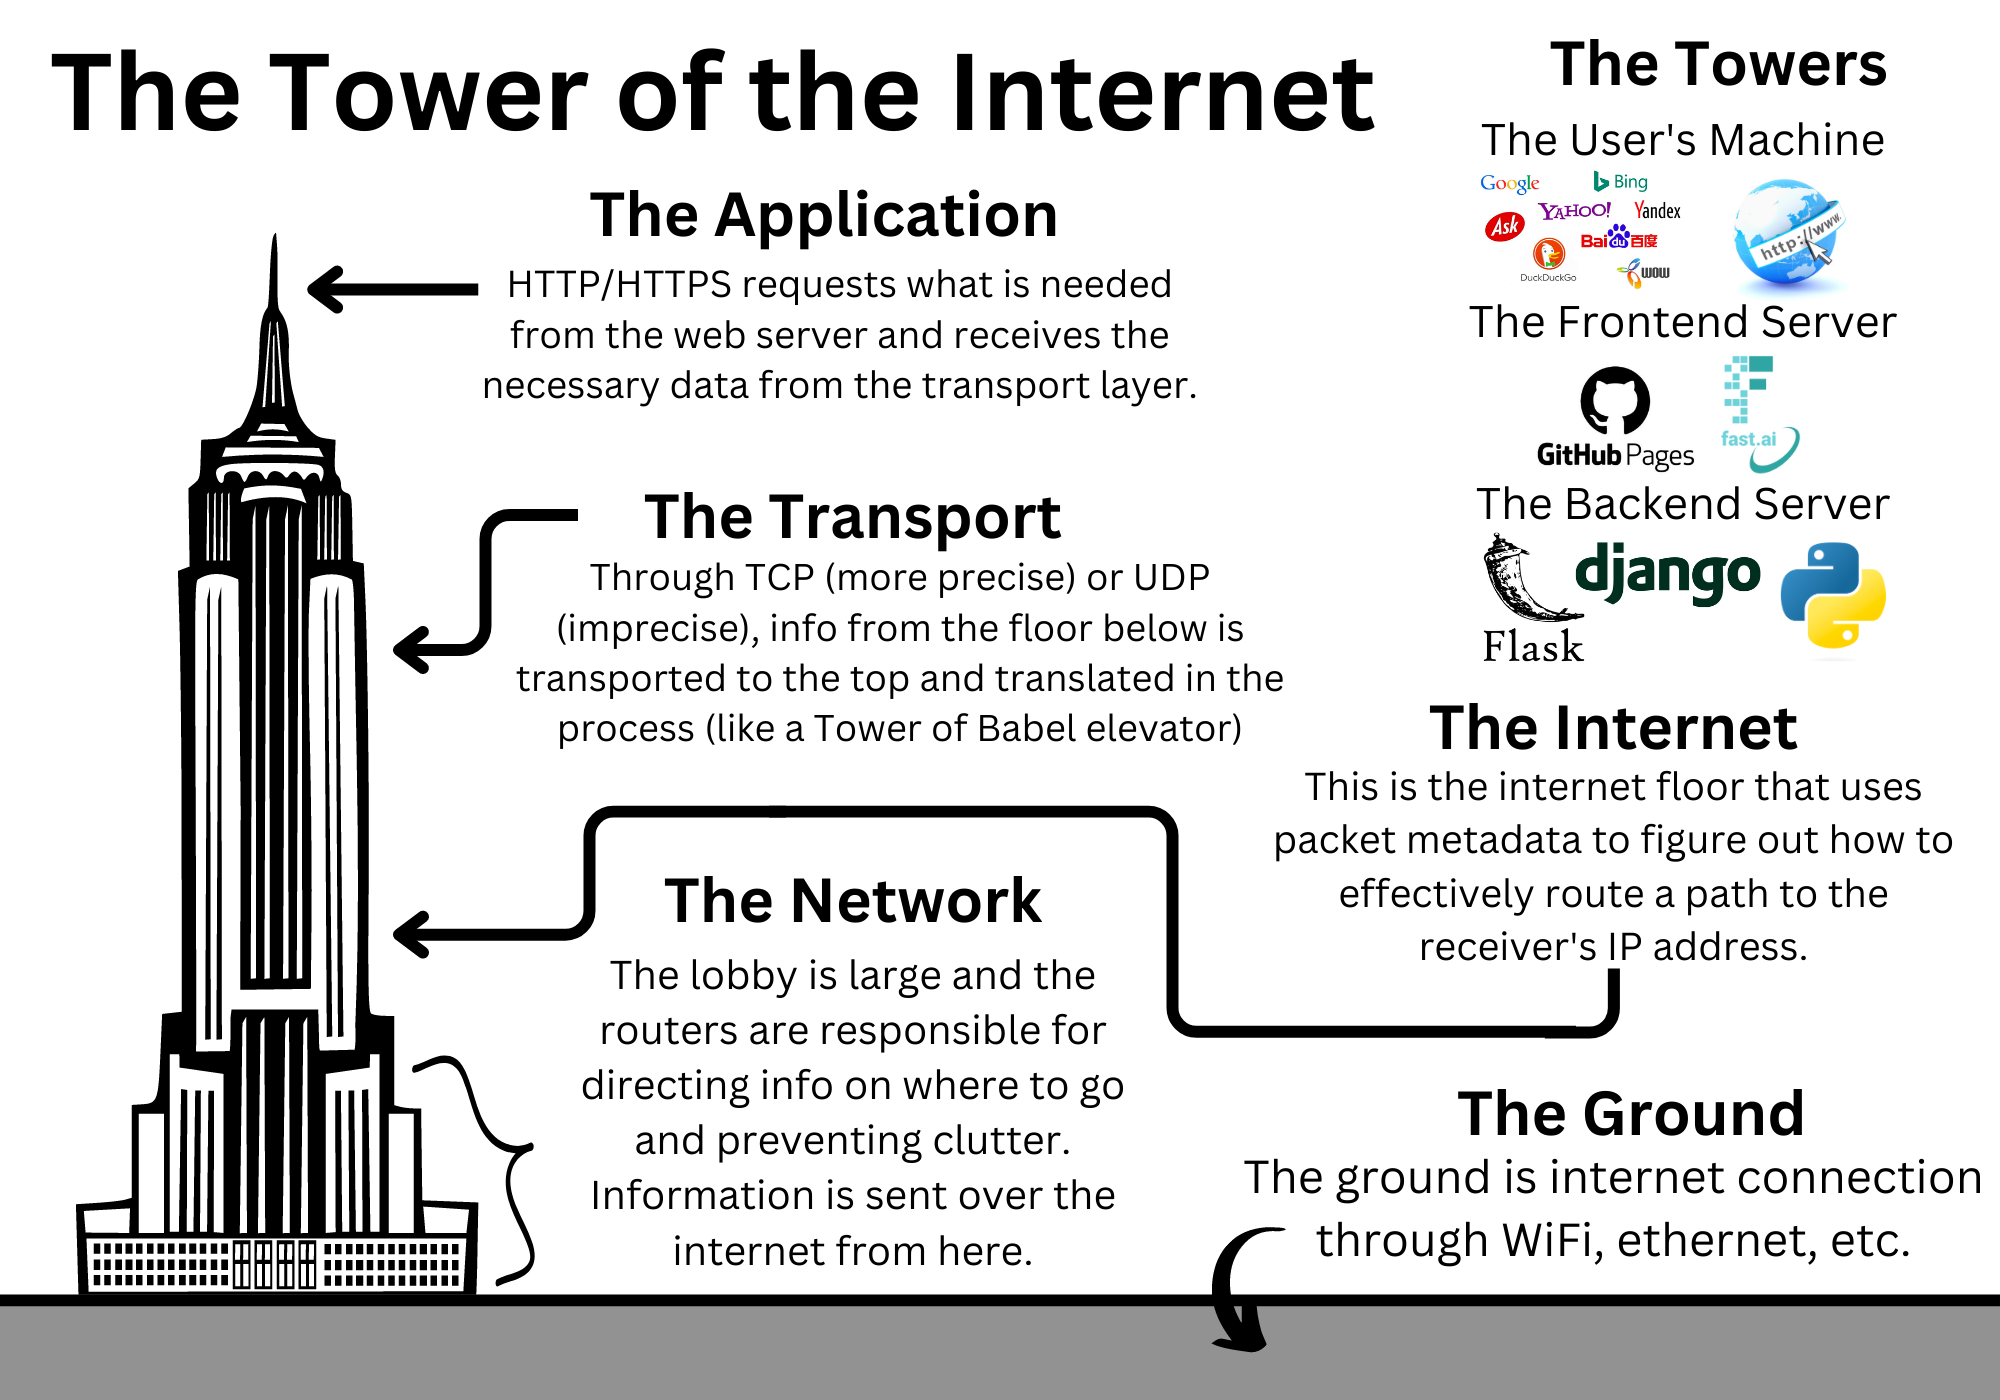 The Tower of the Internet
The Application
HTTP/HTTPS requests what is needed
from the web server and receives the
necessary data from the transport layer.
The Transport
Through TCP (more precise) or UDP
(imprecise), info from the floor below is
transported to the top and translated in the
process (like a Tower of Babel elevator)
The Network
The lobby is large and the
routers are responsible for
directing info on where to go
and preventing clutter.
Information is sent over the
internet from here.
The Towers
The User's Machine
Google
Bing
YAHOO!
Yandex
Ask
Baidu百度
DuckDuckGo
WOW
http://www.
The Frontend Server
GitHub Pages
F
fast.ai
The Backend Server
Flask
django
The Internet
This is the internet floor that uses
packet metadata to figure out how to
effectively route a path to the
receiver's IP address.
The Ground
The ground is internet connection
through WiFi, ethernet, etc.